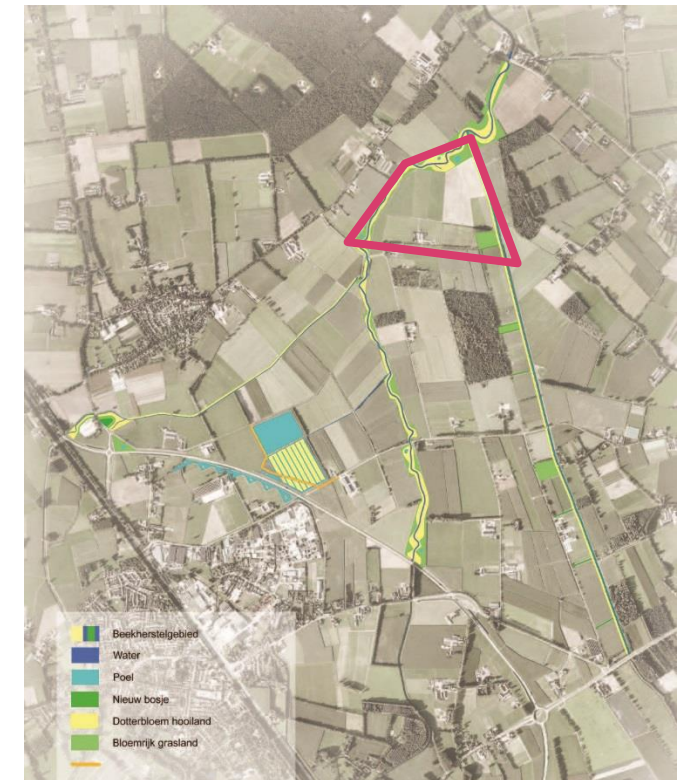 Beekherstelgebied
Water
Poel
Nieuw bosje
Dotterbloem hooiland
Bloemrijk grasland